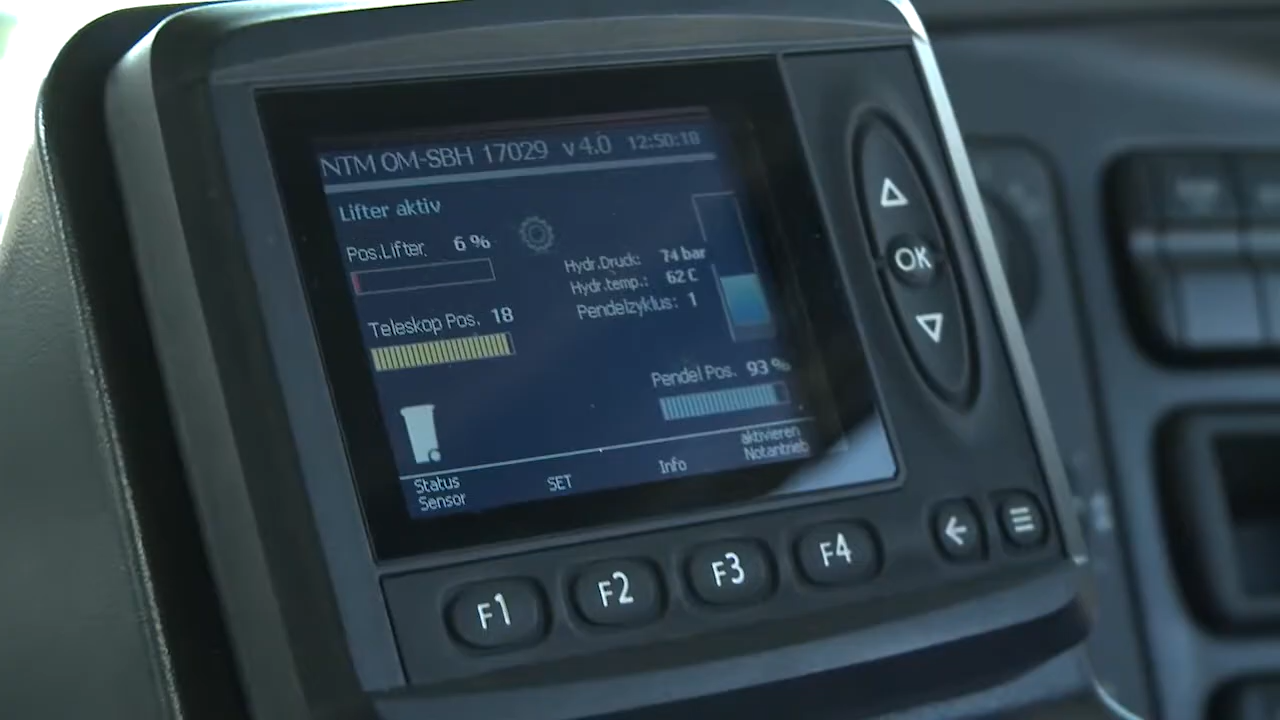 NTM OM-SBH 17029 v 4.0 12:50:18
Lifter aktiv
Pos.Lifter 6 %
Hydr.Druck: 74 bar
Hydr.temp.: 62 C
Pendelzyklus: 1
Teleskop Pos. 18
Pendel Pos. 93 %
Status
Sensor
SET
Info
aktivieren
Notantrieb
OK
F1 F2 F3 F4